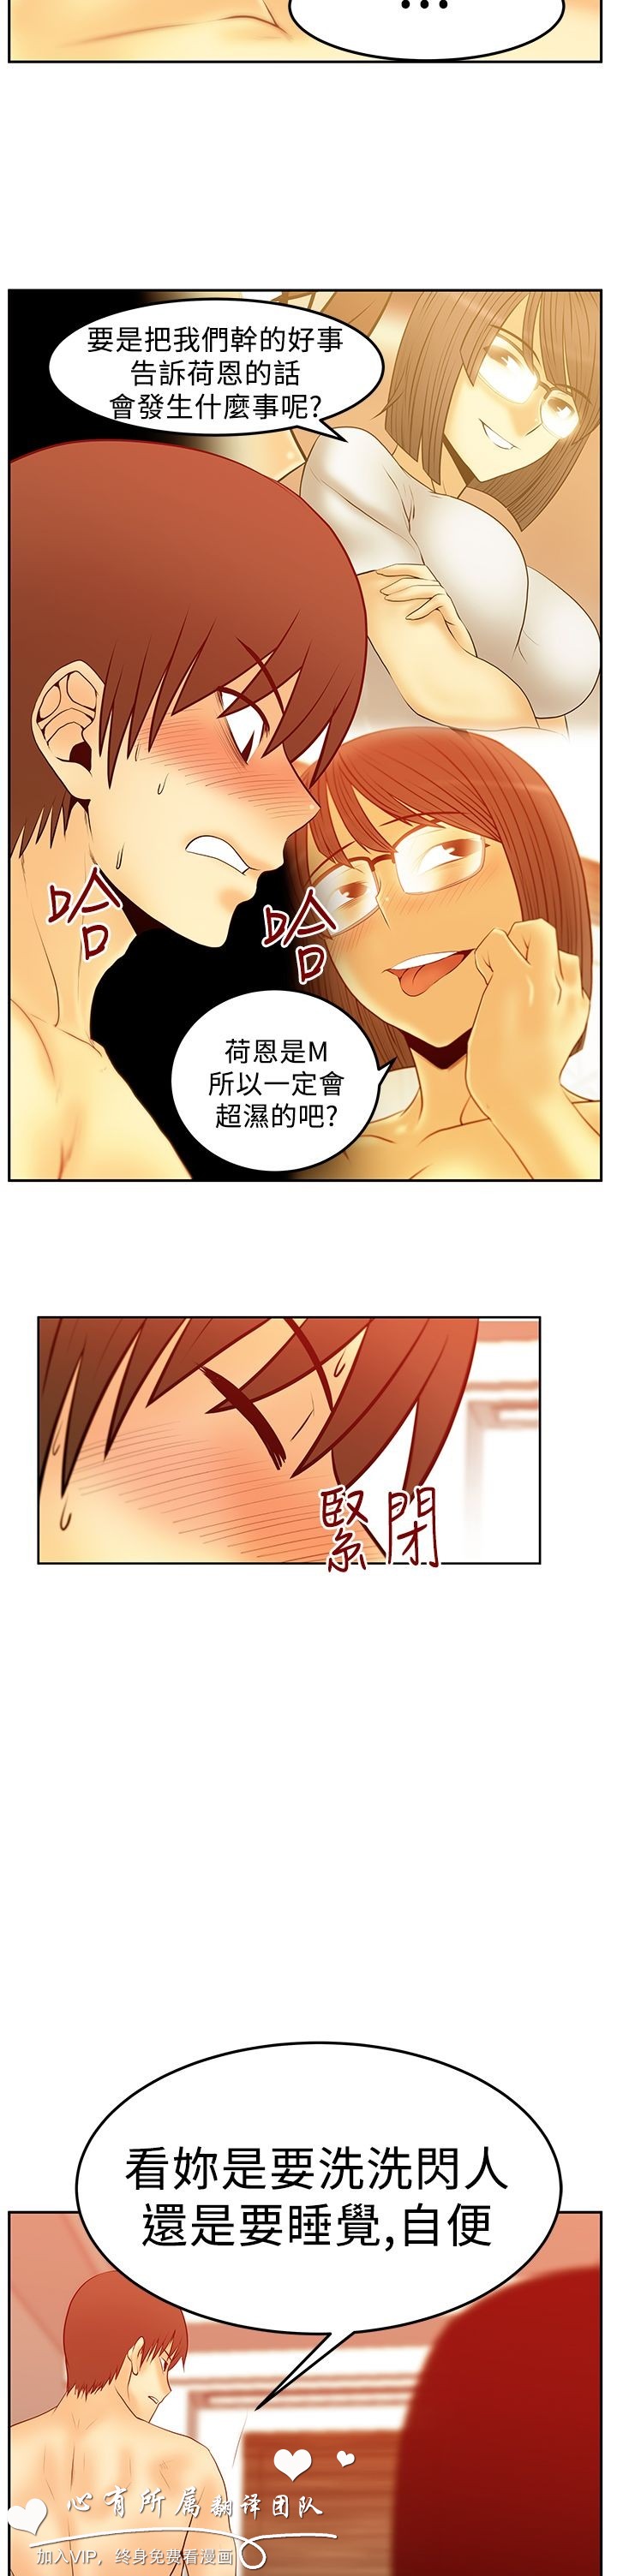 ...
要是把我們幹的好事
告訴荷恩的話
會發生什麼事呢?
哈
哈
荷恩是M
所以一定會
超濕的吧?
緊閉
看妳是要洗洗閃人
還是要睡覺,自便
心有所属翻译团队
加入VIP，终身免费看漫画